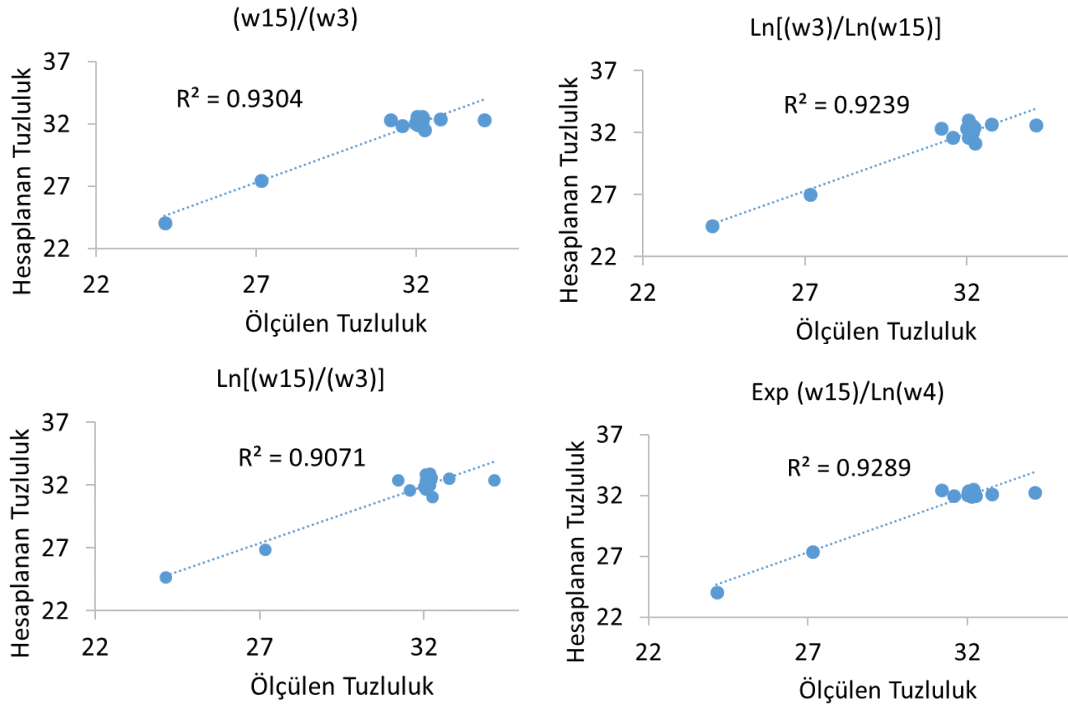 (w15)/(w3)
37
32
27
22
22
27
32
R² = 0.9304
Hesaplanan Tuzluluk
Ölçülen Tuzluluk
Ln[(w3)/Ln(w15)]
37
32
27
22
22
27
32
R² = 0.9239
Hesaplanan Tuzluluk
Ölçülen Tuzluluk
Ln[(w15)/(w3)]
37
32
27
22
22
27
32
R² = 0.9071
Hesaplanan Tuzluluk
Ölçülen Tuzluluk
Exp (w15)/Ln(w4)
37
32
27
22
22
27
32
R² = 0.9289
Hesaplanan Tuzluluk
Ölçülen Tuzluluk